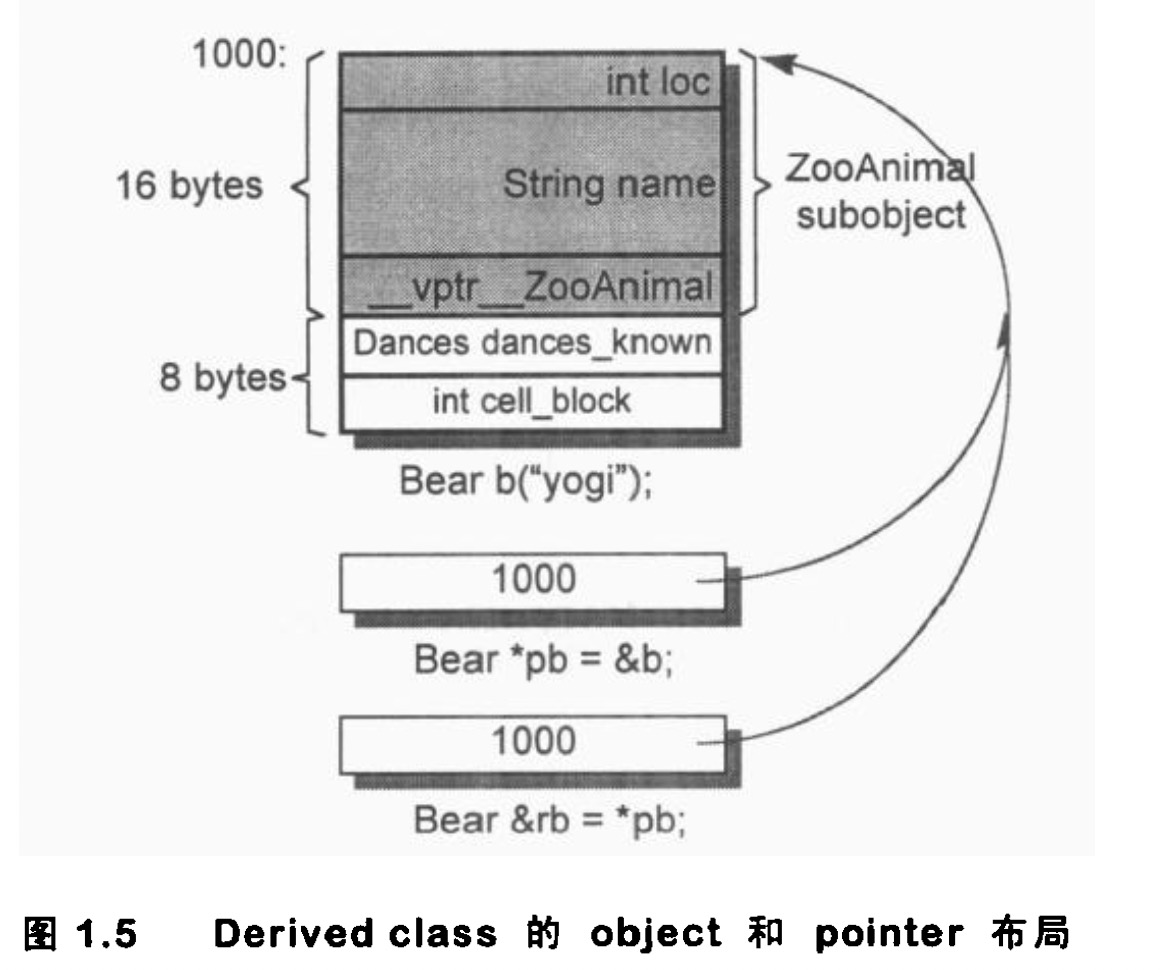 1000:
int loc
16 bytes
String name
ZooAnimal
subobject
__vptr__ZooAnimal
8 bytes
Dances dances_known
int cell_block
Bear b(“yogi”);
1000
Bear *pb = &b;
1000
Bear &rb = *pb;
图 1.5 Derived class 的 object 和 pointer 布局